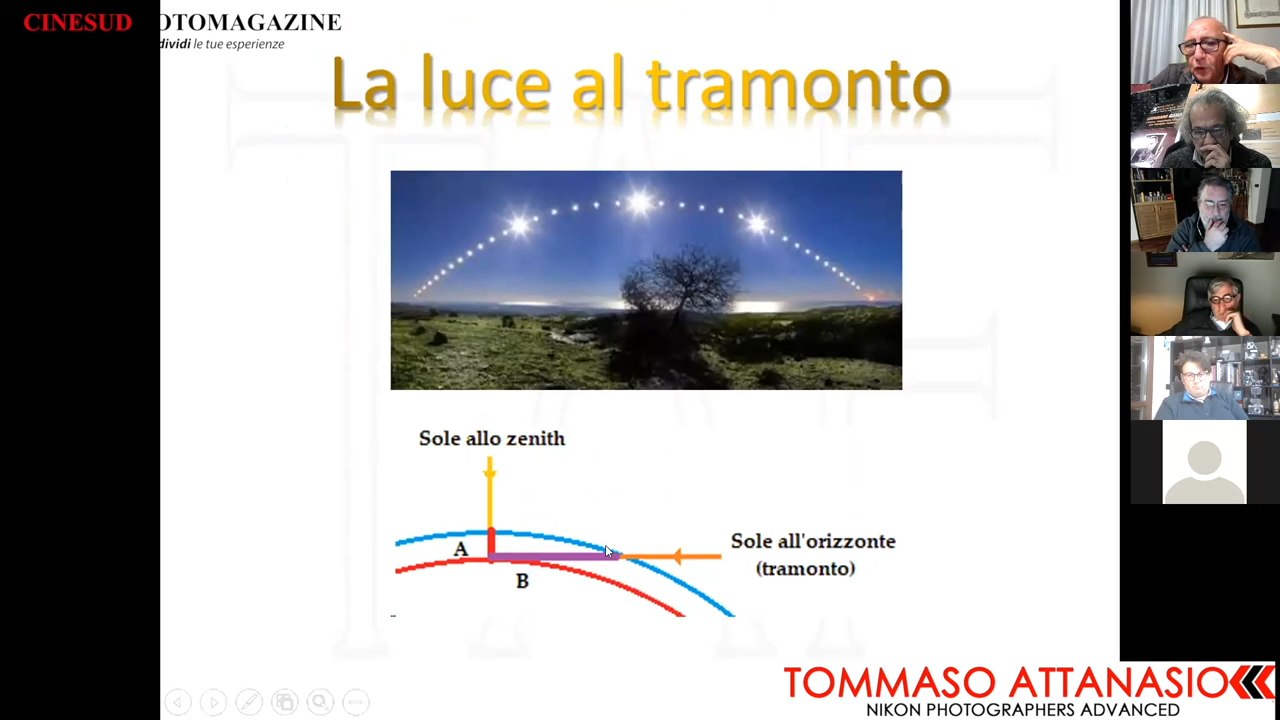 CINESUD OTOMAGAZINE
dividi le tue esperienze
La luce al tramonto
Sole allo zenith
A
B
Sole all'orizzonte
(tramonto)
TOMMASO ATTANASIO
NIKON PHOTOGRAPHERS ADVANCED